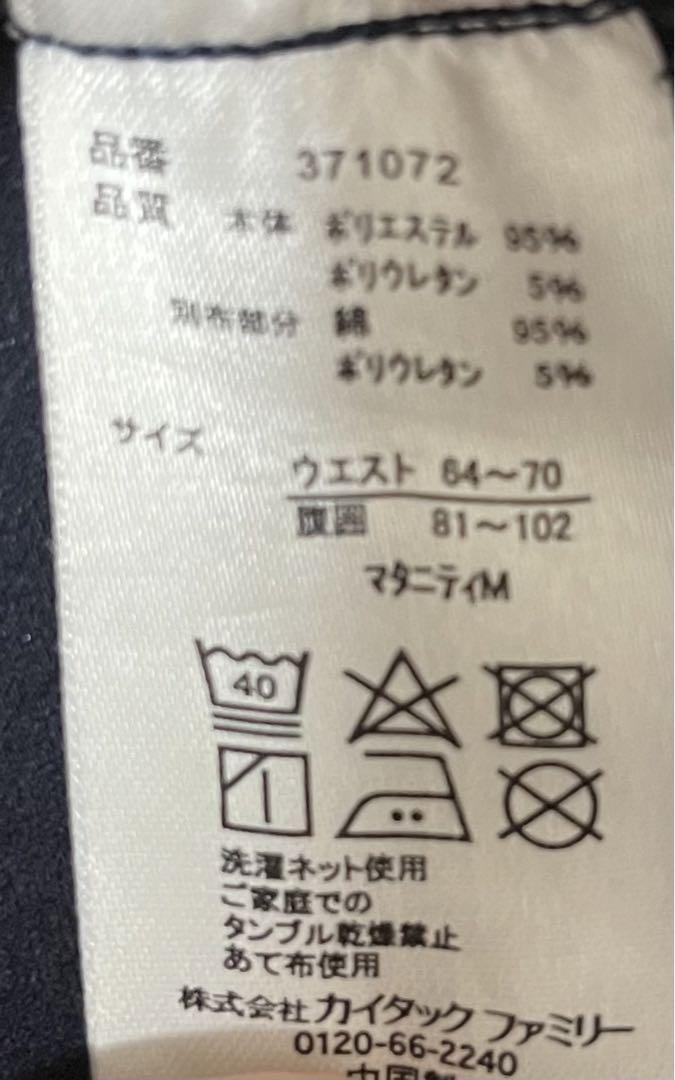 品番 371072
品質 本体 ポリエステル 95%
ポリウレタン 5%
別布部分 綿 95%
ポリウレタン 5%
サイズ
ウエスト 64～70
腹囲 81～102
マタニティM
40
洗濯ネット使用
ご家庭での
タンブル乾燥禁止
あて布使用
株式会社カイタックファミリー
0120-66-2240
中国製